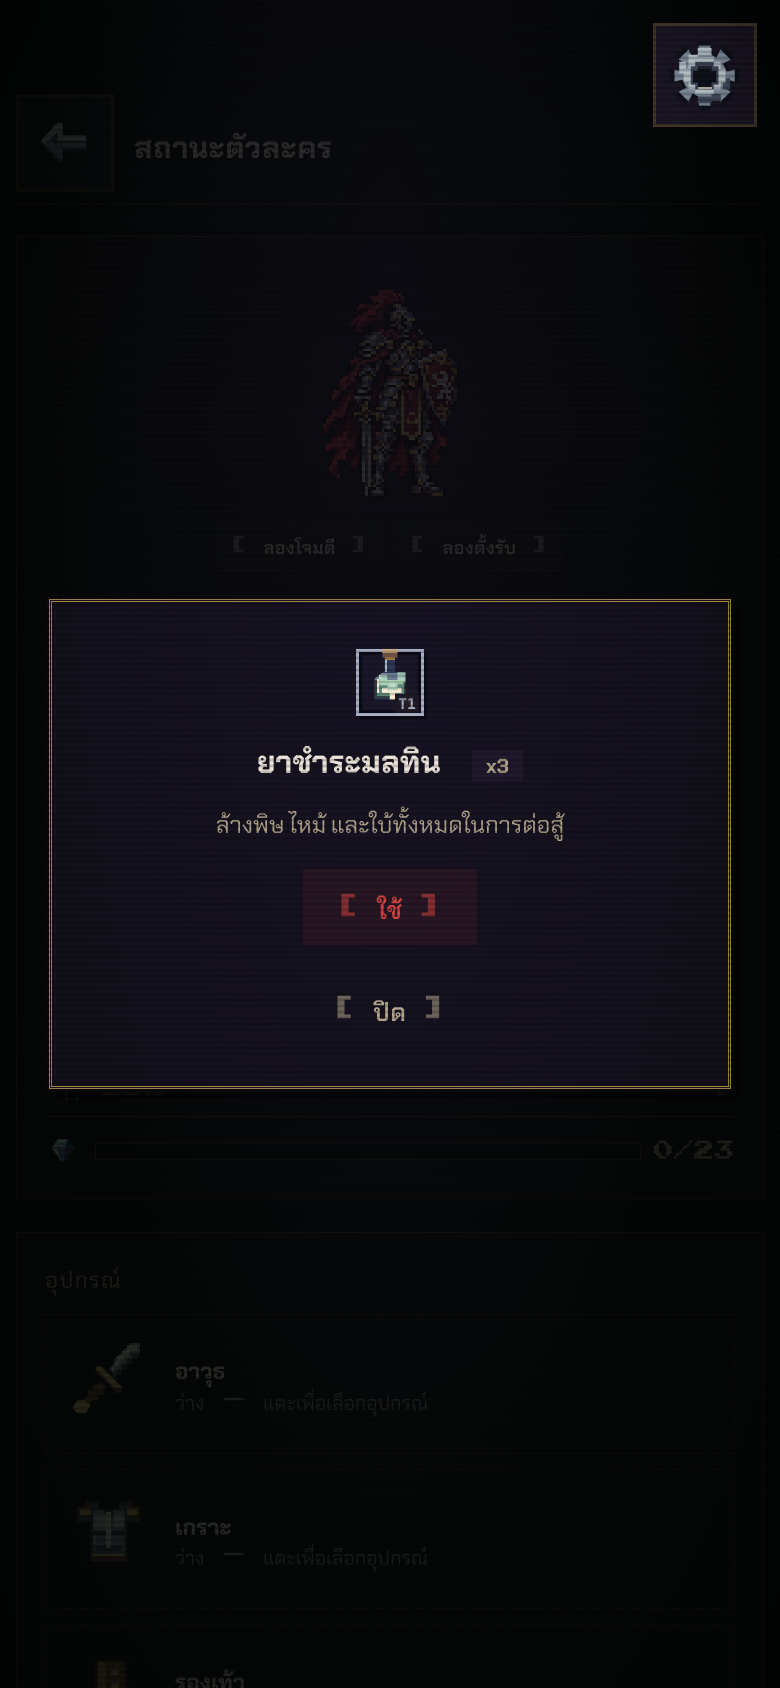 สถานะตัวละคร
[ ลองโจมตี ] [ ลองตั้งรับ ]
T1
ยาชำระมลทิน x3
ล้างพิษ ไหม้ และใบ้ทั้งหมดในการต่อสู้
[ ใช้ ]
[ ปิด ]
0/23
อุปกรณ์
อาวุธ
ว่าง — แตะเพื่อเลือกอุปกรณ์
เกราะ
ว่าง — แตะเพื่อเลือกอุปกรณ์
รองเท้า